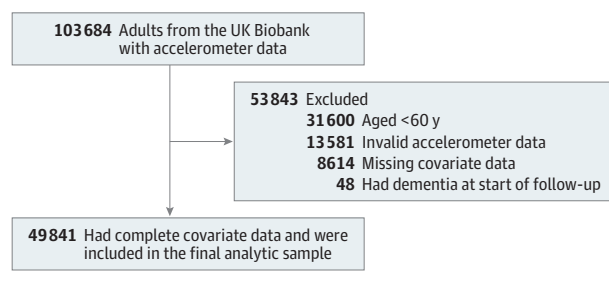 103684 Adults from the UK Biobank
with accelerometer data
53843 Excluded
31600 Aged <60 y
13581 Invalid accelerometer data
8614 Missing covariate data
48 Had dementia at start of follow-up
49841 Had complete covariate data and were
included in the final analytic sample